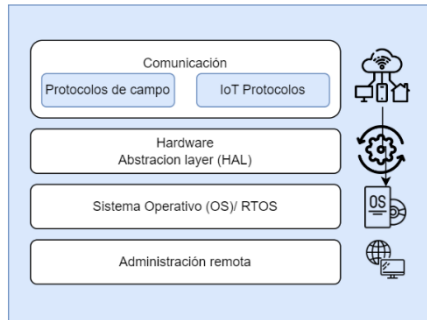 Comunicación
Protocolos de campo
IoT Protocolos
Hardware
Abstracion layer (HAL)
Sistema Operativo (OS)/ RTOS
Administración remota
OS